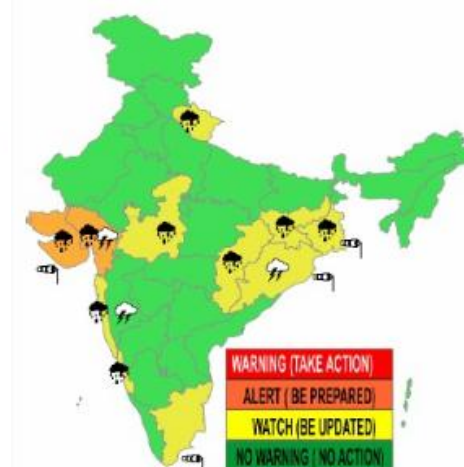 WARNING (TAKE ACTION)
ALERT ( BE PREPARED)
WATCH (BE UPDATED)
NO WARNING ( NO ACTION)